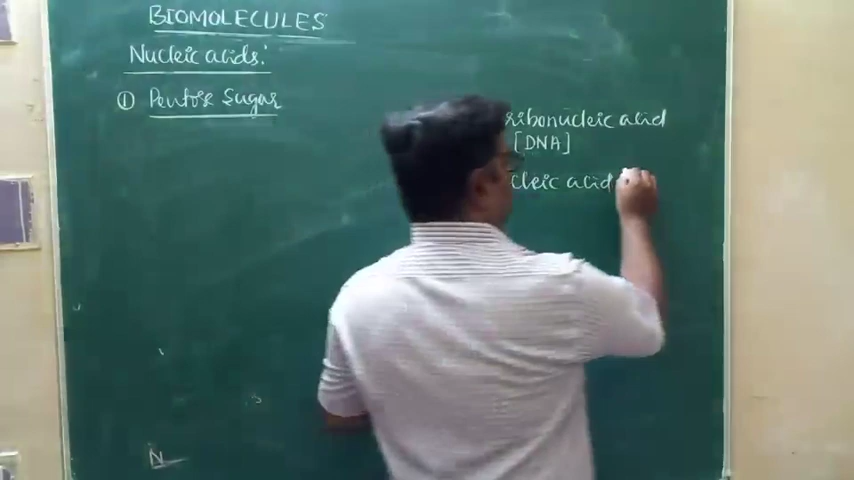 BIOMOLECULES
Nucleic acids:
① Pentose Sugar
ribonucleic acid
[DNA]
cleic acid
N